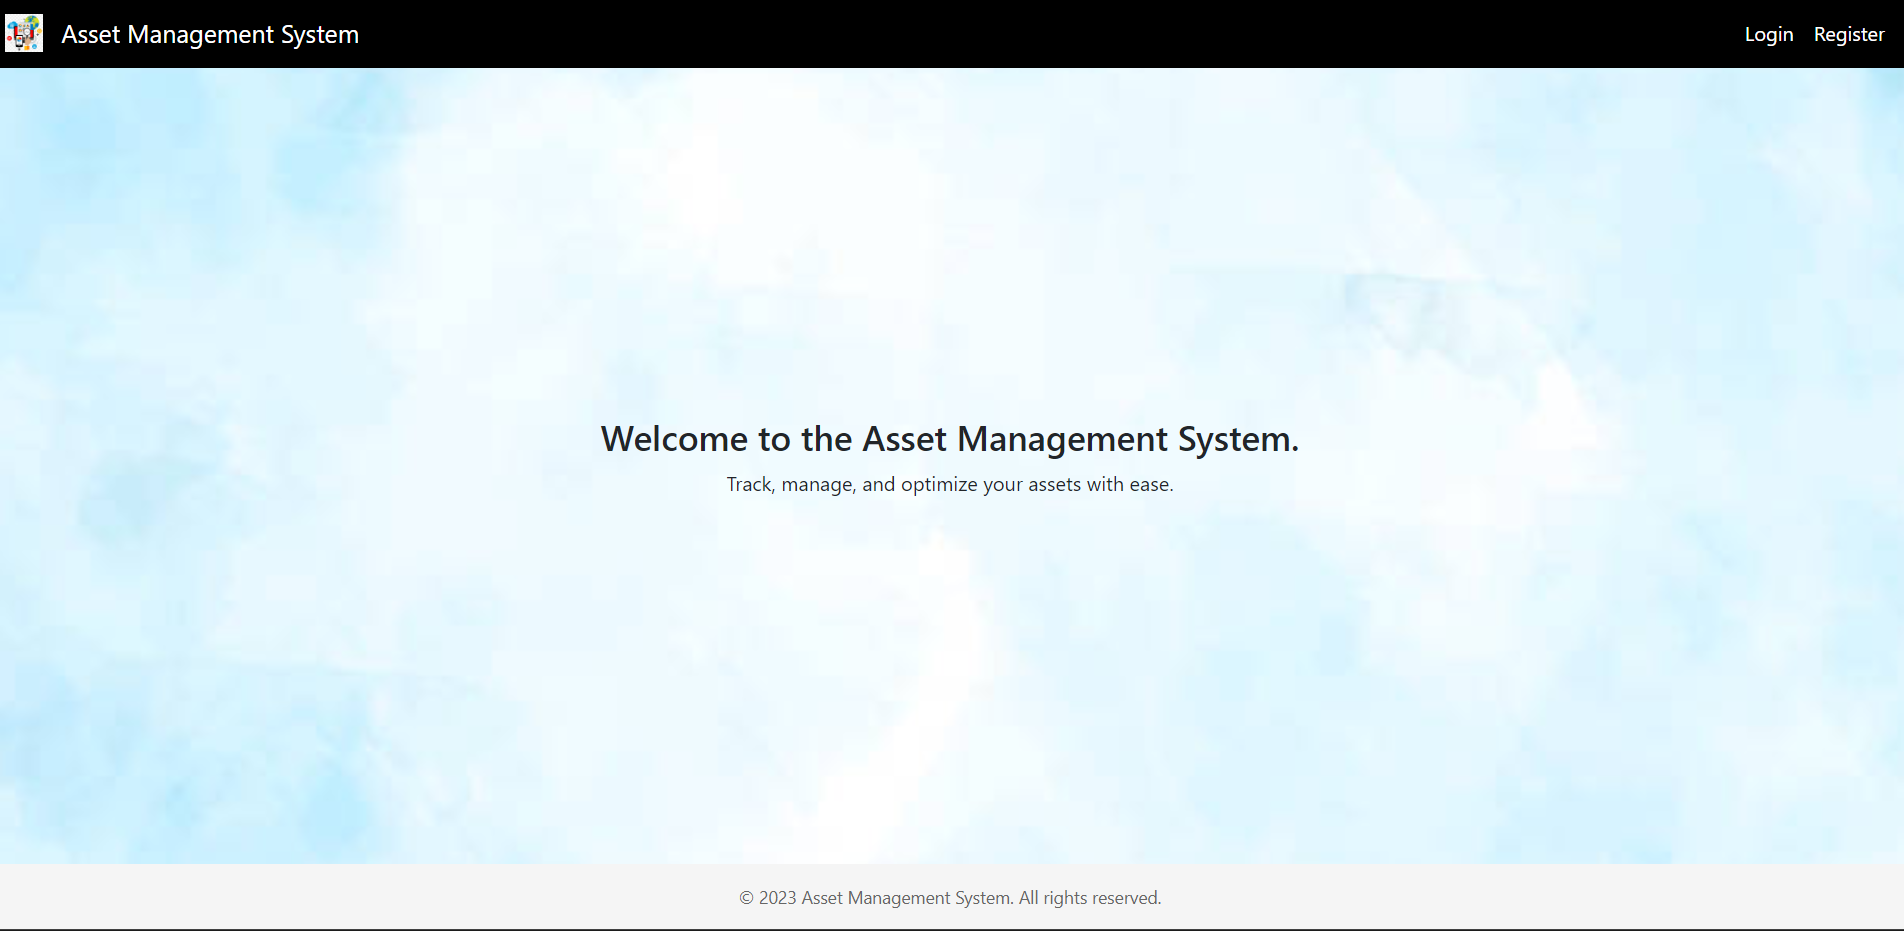 Asset Management System
Login Register
Welcome to the Asset Management System.
Track, manage, and optimize your assets with ease.
© 2023 Asset Management System. All rights reserved.